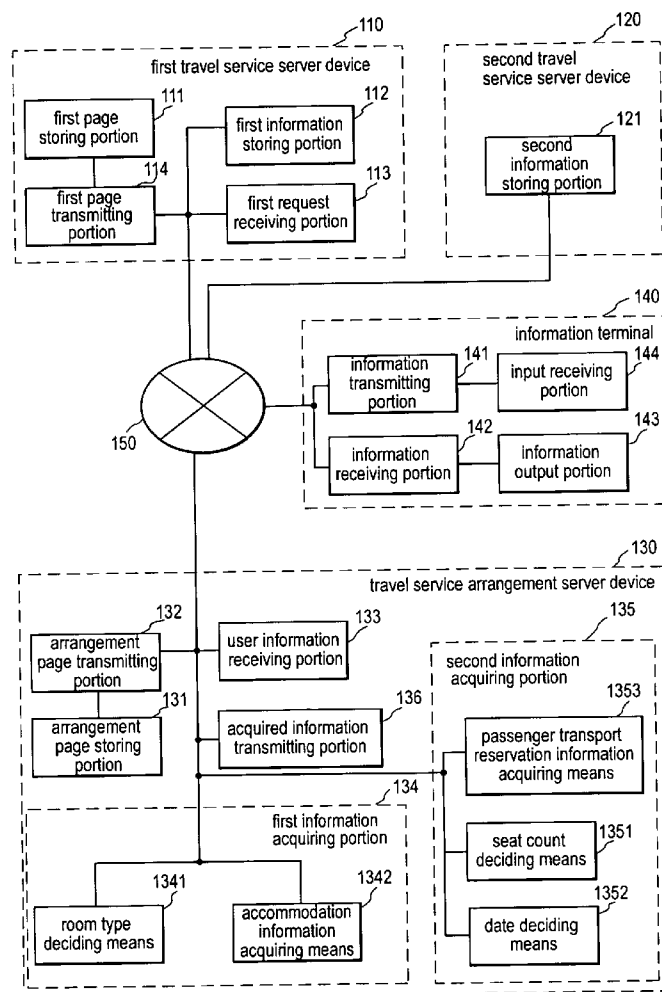 110
first travel service server device
111
first page
storing portion
112
first information
storing portion
114
first page
transmitting
portion
113
first request
receiving portion
120
second travel
service server device
121
second
information
storing portion
150
140
information terminal
141
information
transmitting
portion
144
input receiving
portion
142
information
receiving portion
143
information
output portion
130
travel service arrangement server device
132
arrangement
page transmitting
portion
133
user information
receiving portion
131
arrangement
page storing
portion
136
acquired information
transmitting portion
134
first information
acquiring portion
1341
room type
deciding means
1342
accommodation
information
acquiring means
135
second information
acquiring portion
1353
passenger transport
reservation information
acquiring means
1351
seat count
deciding means
1352
date deciding
means